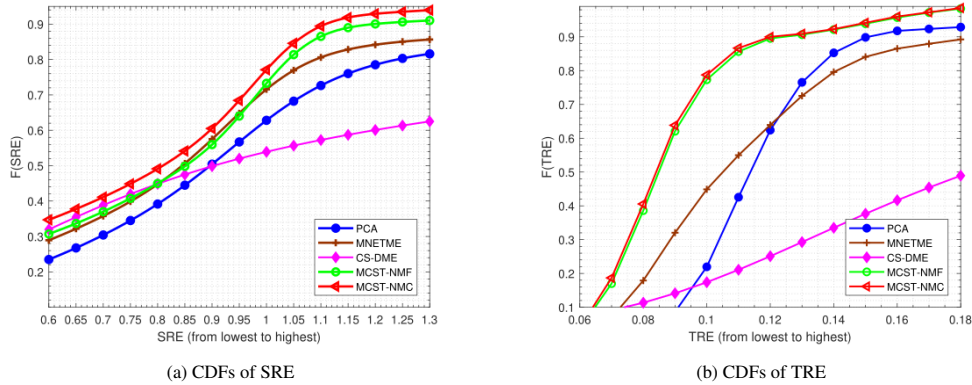 F(SRE)
0.9
0.8
0.7
0.6
0.5
0.4
0.3
0.2
PCA
MNETME
CS-DME
MCST-NMF
MCST-NMC
0.6 0.65 0.7 0.75 0.8 0.85 0.9 0.95 1 1.05 1.1 1.15 1.2 1.25 1.3
SRE (from lowest to highest)
(a) CDFs of SRE
F(TRE)
0.9
0.8
0.7
0.6
0.5
0.4
0.3
0.2
0.1
PCA
MNETME
CS-DME
MCST-NMF
MCST-NMC
0.06 0.08 0.1 0.12 0.14 0.16 0.18
TRE (from lowest to highest)
(b) CDFs of TRE